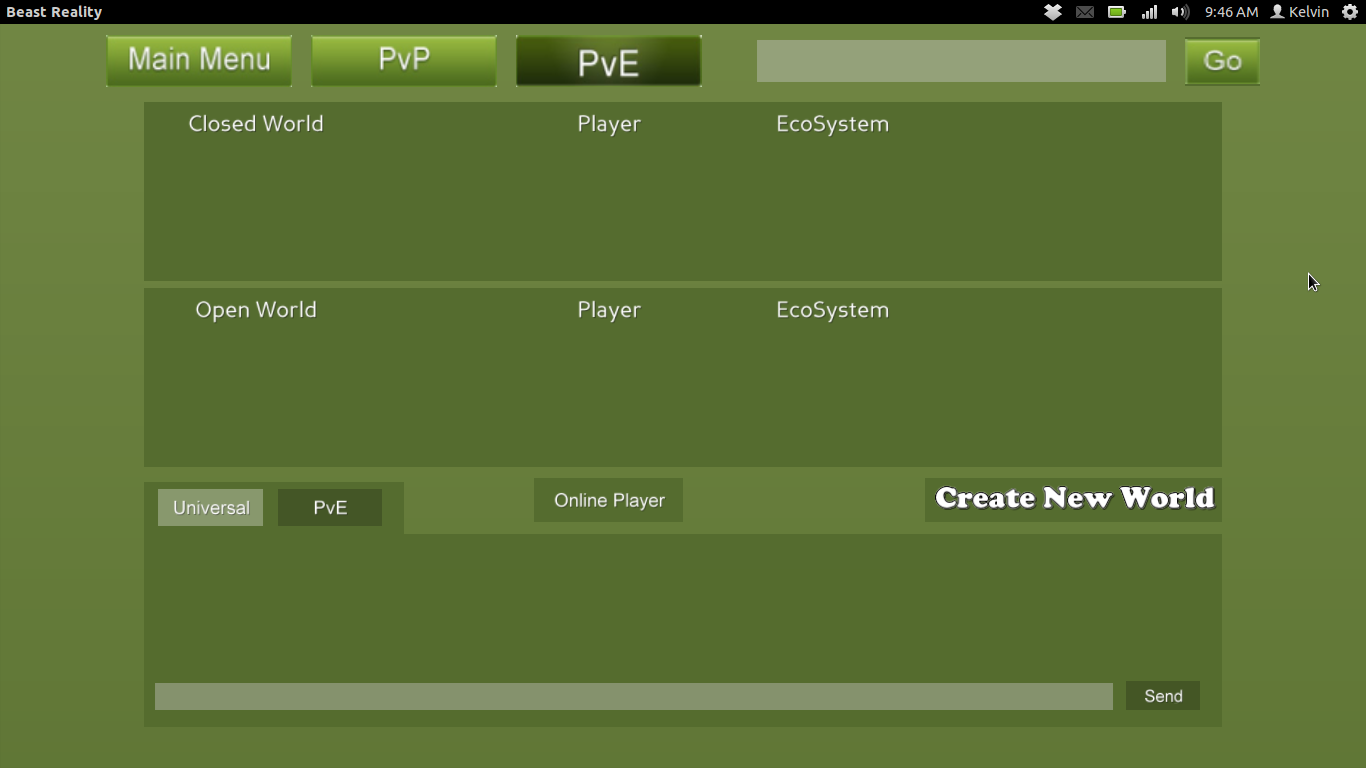 Beast Reality 9:46 AM Kelvin
Main Menu PvP PvE Go
Closed World Player EcoSystem
Open World Player EcoSystem
Universal PvE Online Player Create New World
Send